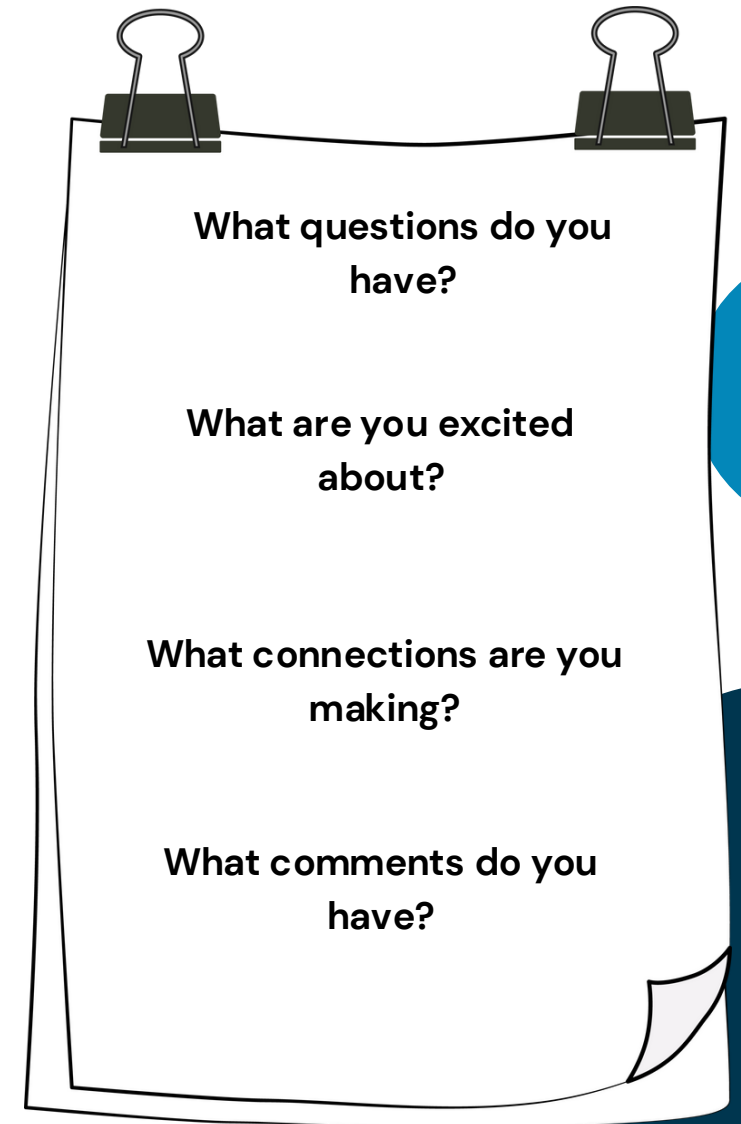 What questions do you
have?
What are you excited
about?
What connections are you
making?
What comments do you
have?